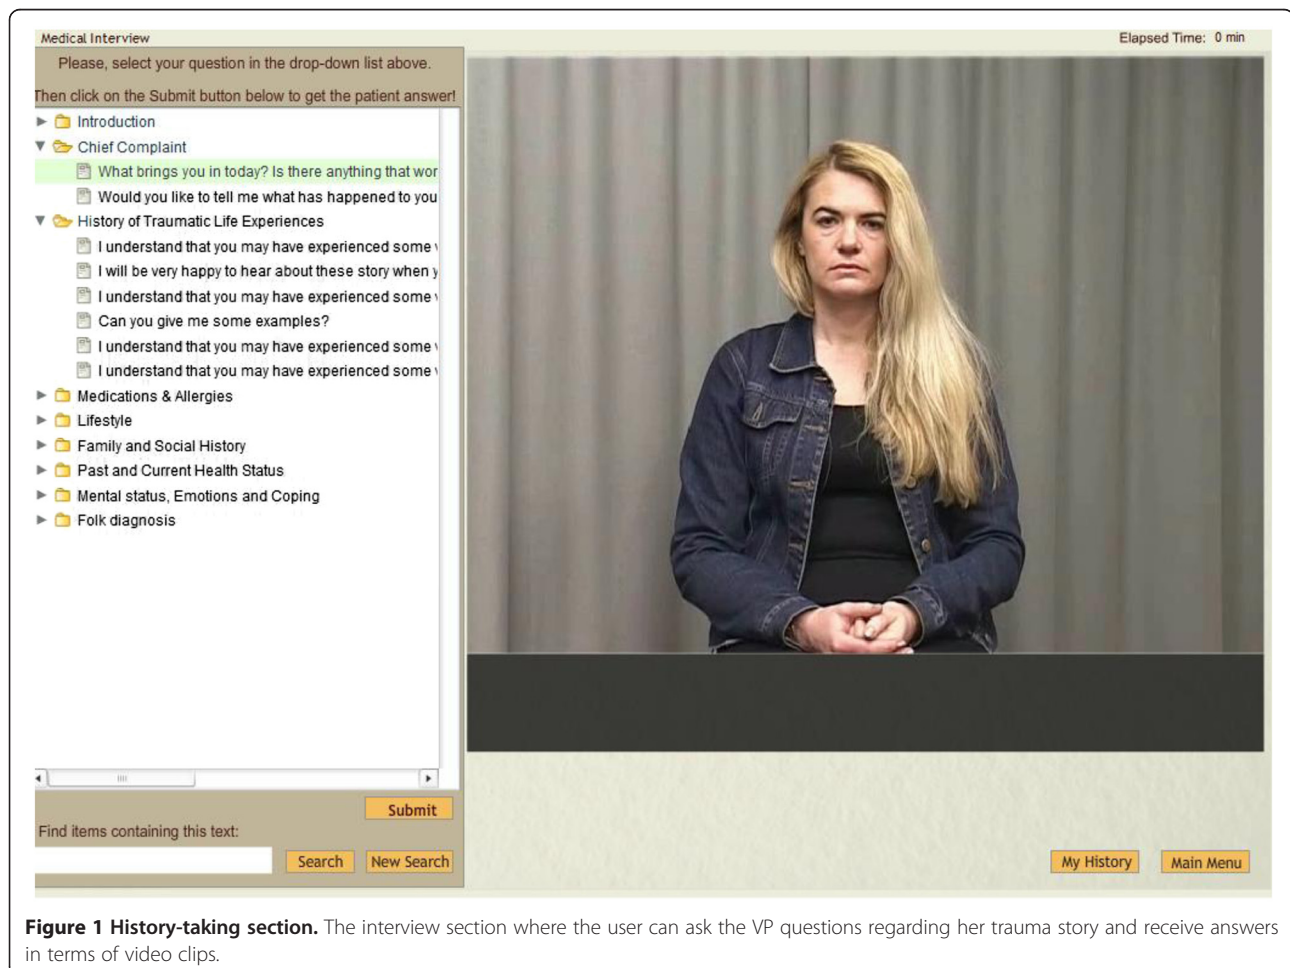 Medical Interview
Elapsed Time: 0 min
Please, select your question in the drop-down list above.
Then click on the Submit button below to get the patient answer!
Introduction
Chief Complaint
What brings you in today? Is there anything that wor
Would you like to tell me what has happened to you
History of Traumatic Life Experiences
I understand that you may have experienced some
I will be very happy to hear about these story when y
I understand that you may have experienced some
Can you give me some examples?
I understand that you may have experienced some
I understand that you may have experienced some
Medications & Allergies
Lifestyle
Family and Social History
Past and Current Health Status
Mental status, Emotions and Coping
Folk diagnosis
Submit
Find items containing this text:
Search New Search
My History Main Menu
Figure 1 History-taking section. The interview section where the user can ask the VP questions regarding her trauma story and receive answers
in terms of video clips.